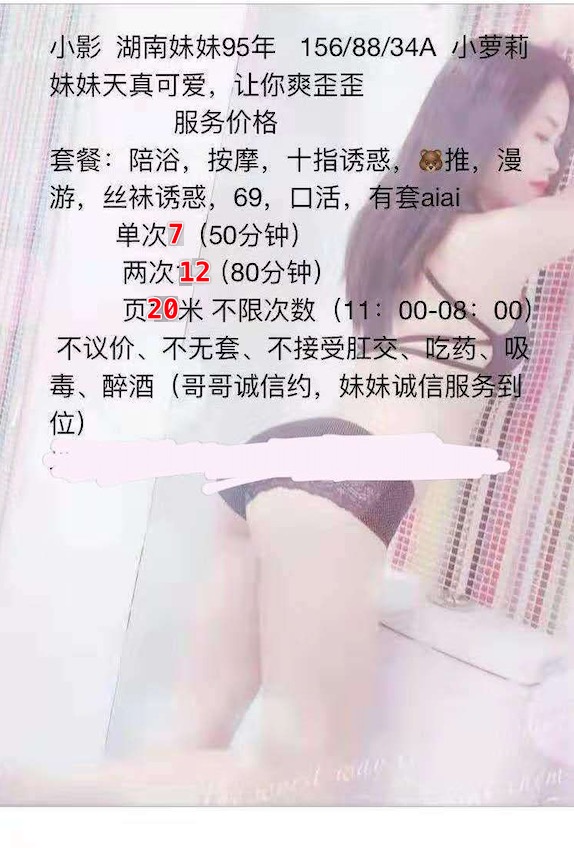 小影 湖南妹妹95年 156/88/34A 小萝莉
妹妹天真可爱，让你爽歪歪
服务价格
套餐：陪浴，按摩，十指诱惑，🐻推，漫
游，丝袜诱惑，69，口活，有套aiai
单次7（50分钟）
两次12（80分钟）
页20米 不限次数（11：00-08：00）
不议价、不无套、不接受肛交、吃药、吸
毒、醉酒（哥哥诚信约，妹妹诚信服务到
位）